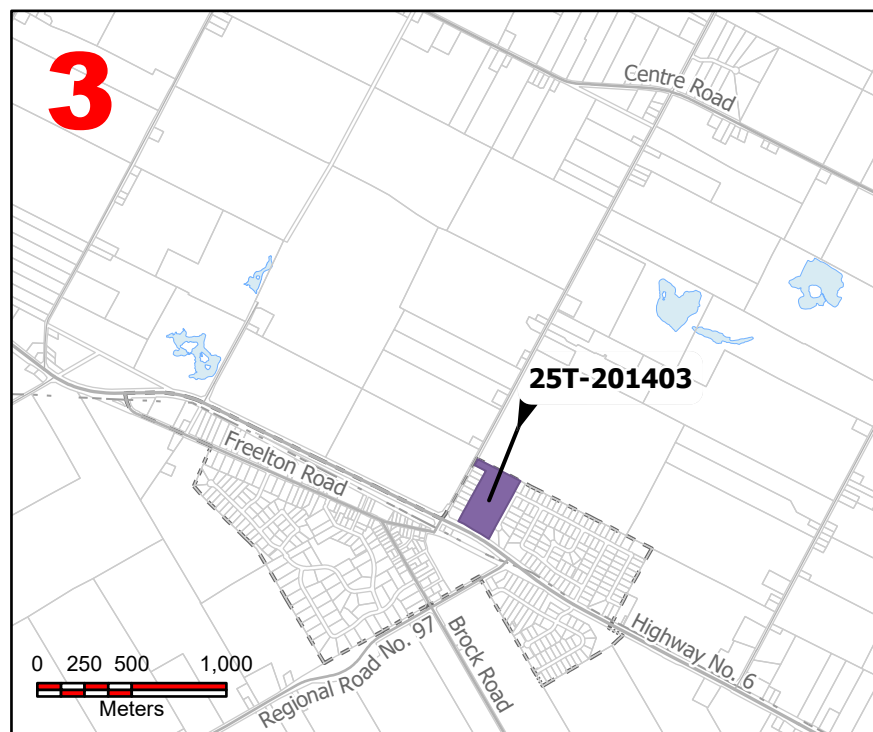 3
Centre Road
25T-201403
Freelton Road
Highway No. 6
Brock Road
Regional Road No. 97
0 250 500 1,000
Meters